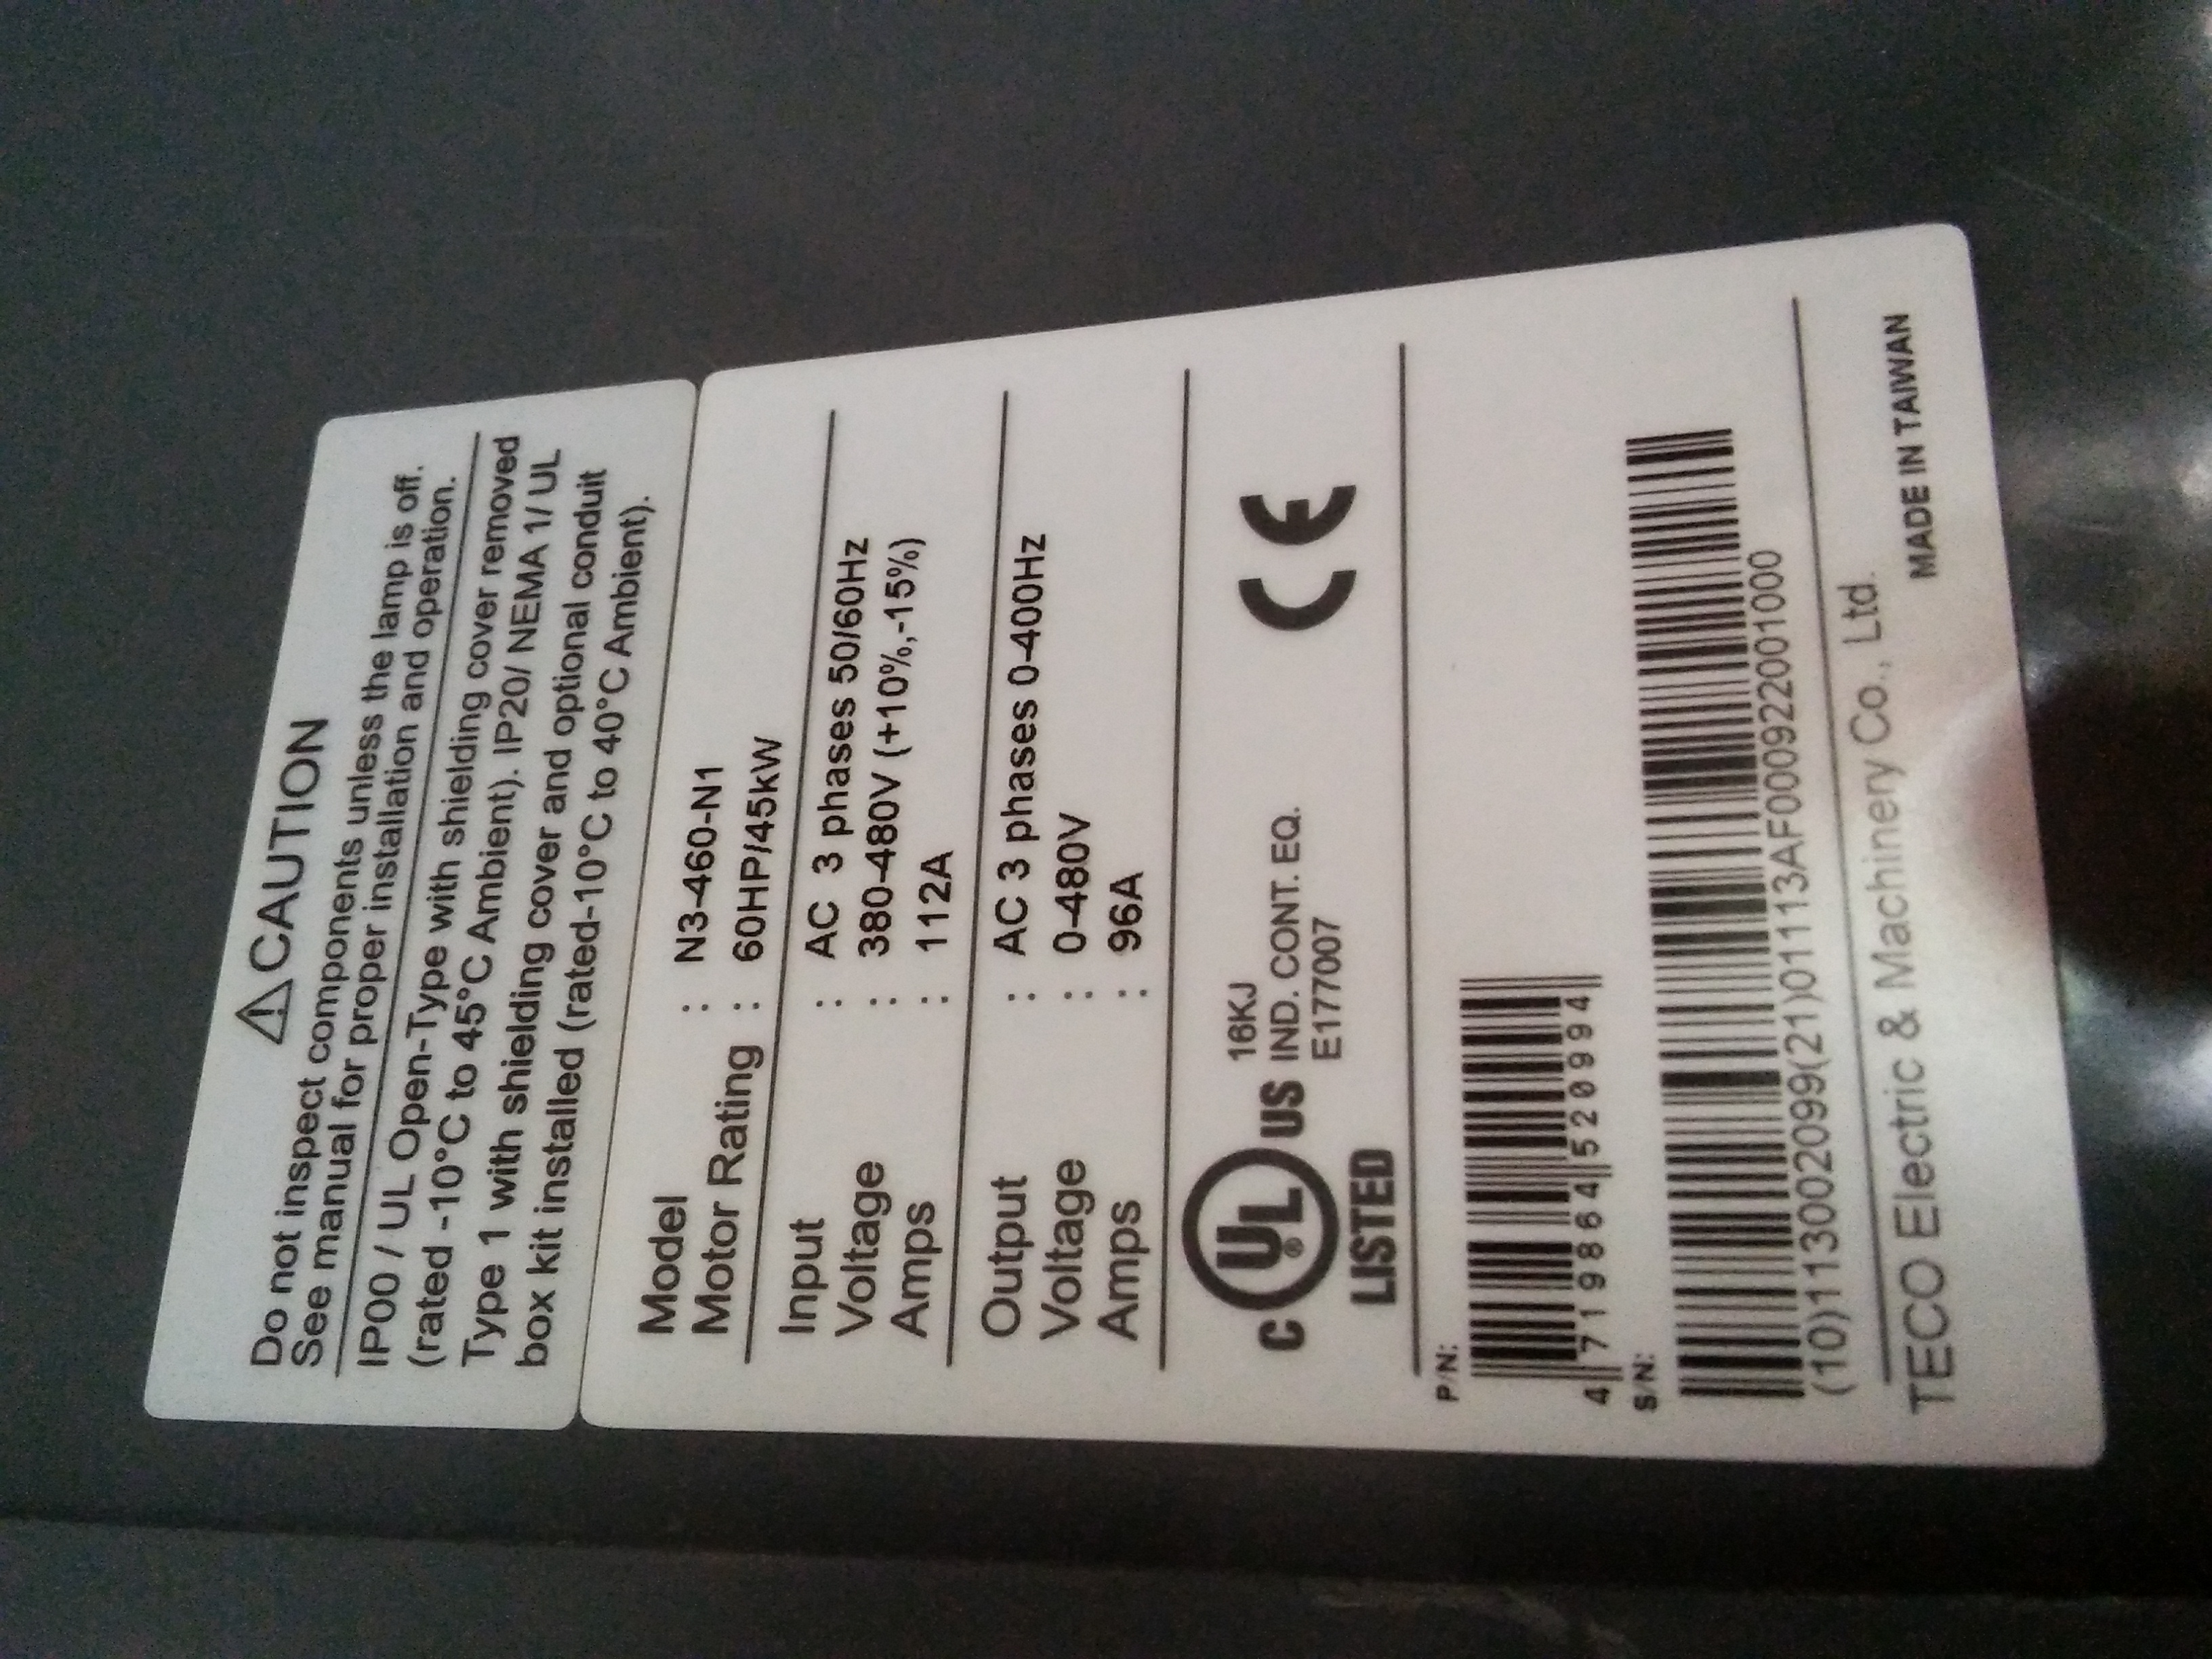 ⚠CAUTION
Do not inspect components unless the lamp is off.
See manual for proper installation and operation.
IP00 / UL Open-Type with shielding cover removed
(rated -10°C to 45°C Ambient). IP20/ NEMA 1/ UL
Type 1 with shielding cover and optional conduit
box kit installed (rated-10°C to 40°C Ambient).
Model : N3-460-N1
Motor Rating : 60HP/45kW
Input : AC 3 phases 50/60Hz
Voltage : 380-480V (+10%,-15%)
Amps : 112A
Output : AC 3 phases 0-400Hz
Voltage : 0-480V
Amps : 96A
C UL® US LISTED
16KJ
IND. CONT. EQ.
E177007
CE
P/N:
4719864520994
S/N:
(10)113002099(21)01113AF000922001000
TECO Electric & Machinery Co., Ltd.
MADE IN TAIWAN